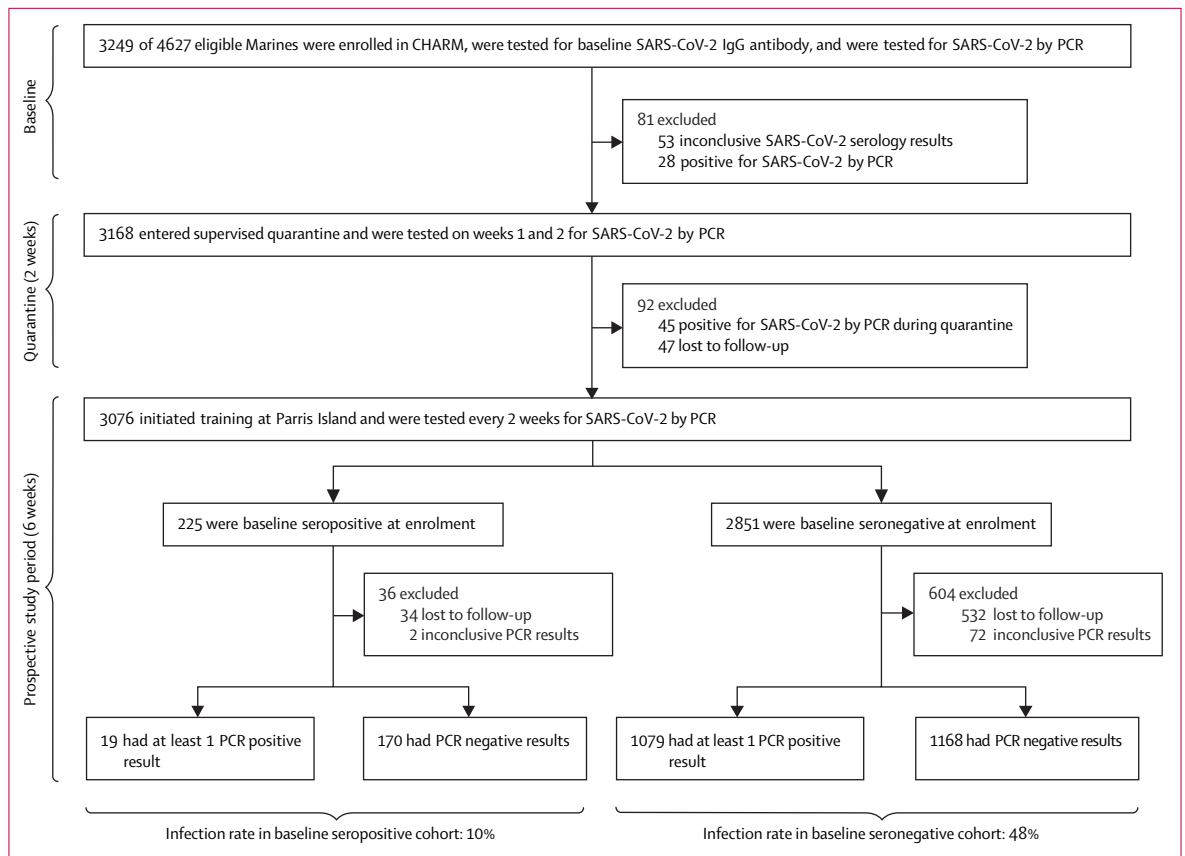 Baseline
3249 of 4627 eligible Marines were enrolled in CHARM, were tested for baseline SARS-CoV-2 IgG antibody, and were tested for SARS-CoV-2 by PCR
81 excluded
53 inconclusive SARS-CoV-2 serology results
28 positive for SARS-CoV-2 by PCR
Quarantine (2 weeks)
3168 entered supervised quarantine and were tested on weeks 1 and 2 for SARS-CoV-2 by PCR
92 excluded
45 positive for SARS-CoV-2 by PCR during quarantine
47 lost to follow-up
Prospective study period (6 weeks)
3076 initiated training at Parris Island and were tested every 2 weeks for SARS-CoV-2 by PCR
225 were baseline seropositive at enrolment
2851 were baseline seronegative at enrolment
36 excluded
34 lost to follow-up
2 inconclusive PCR results
604 excluded
532 lost to follow-up
72 inconclusive PCR results
19 had at least 1 PCR positive
result
170 had PCR negative results
1079 had at least 1 PCR positive
result
1168 had PCR negative results
Infection rate in baseline seropositive cohort: 10%
Infection rate in baseline seronegative cohort: 48%